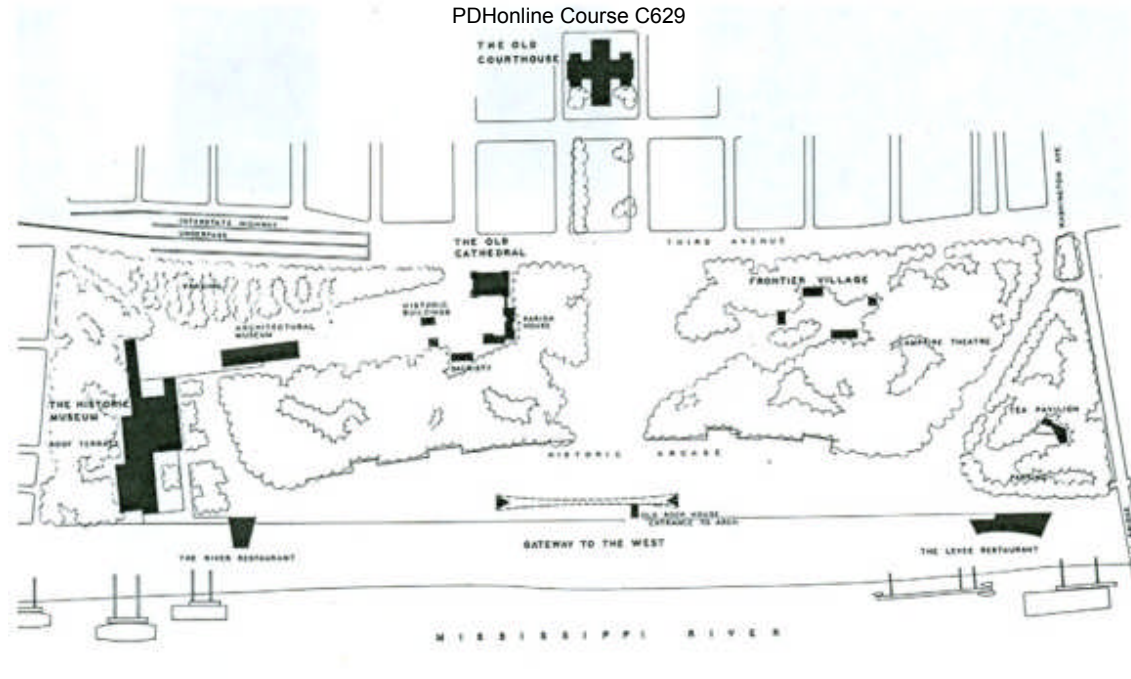 PDHonline Course C629
THE OLD
COURTHOUSE
WASHINGTON AVE.
INTERSTATE HIGHWAY
UNDERPASS
THE OLD
CATHEDRAL
THIRD AVENUE
PARKING
HISTORIC
BUILDINGS
FRONTIER VILLAGE
PARISH
HOUSE
ARCHITECTURAL
MUSEUM
CAMPFIRE THEATRE
SACRISTY
THE HISTORIC
MUSEUM
ROOF TERRACE
TEA PAVILION
HISTORIC ARCADE
PARKING
OLD ROCK HOUSE
ENTRANCE TO ARCH
GATEWAY TO THE WEST
THE RIVER RESTAURANT
THE LEVEE RESTAURANT
MISSISSIPPI RIVER